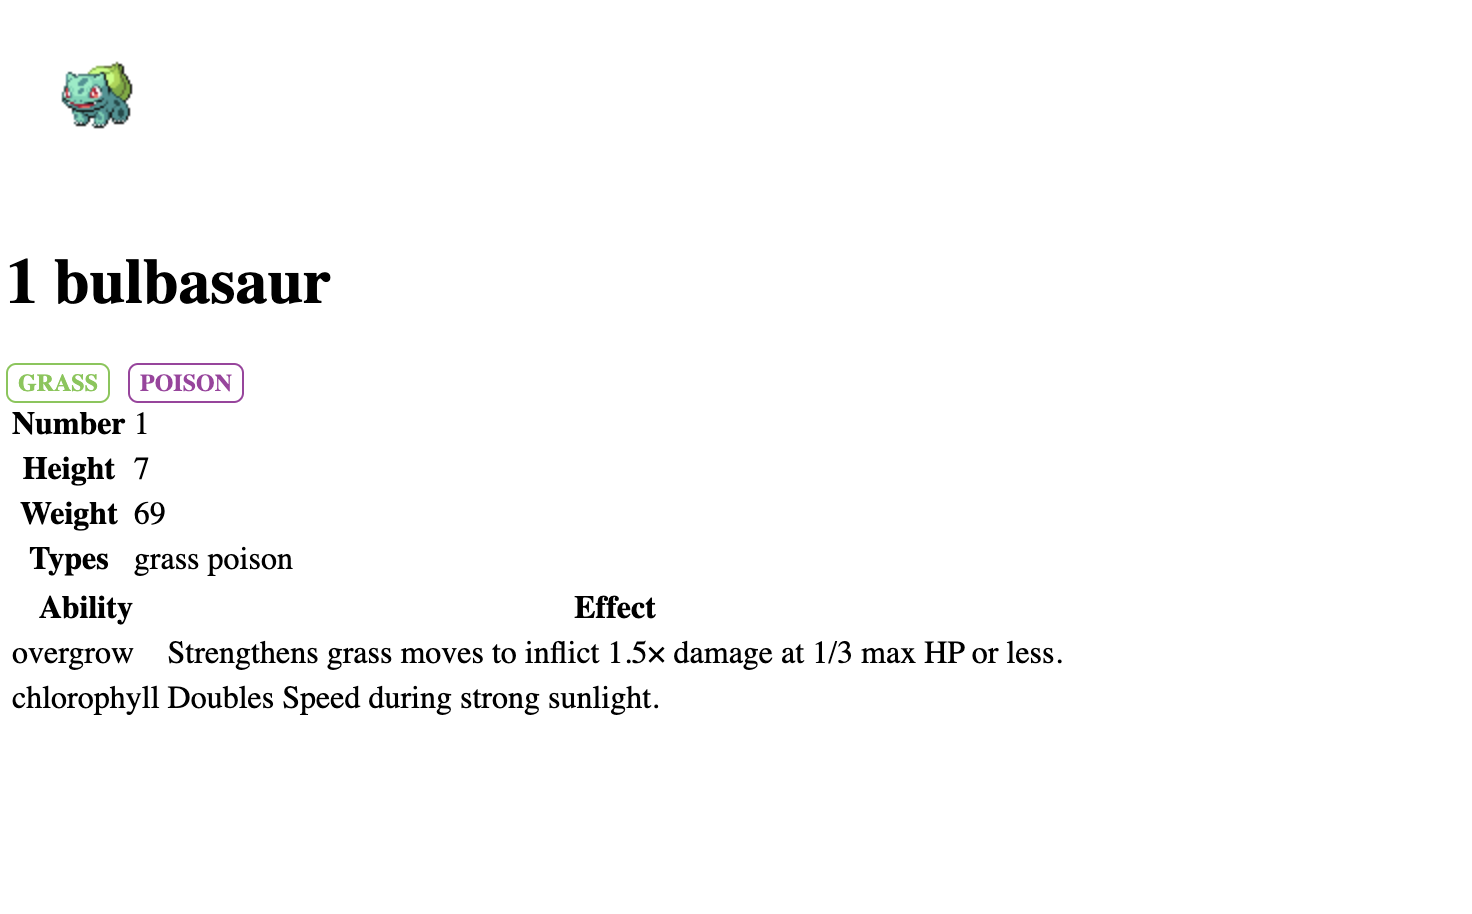 1 bulbasaur
GRASS POISON
Number 1
Height 7
Weight 69
Types grass poison
Ability Effect
overgrow Strengthens grass moves to inflict 1.5× damage at 1/3 max HP or less.
chlorophyll Doubles Speed during strong sunlight.